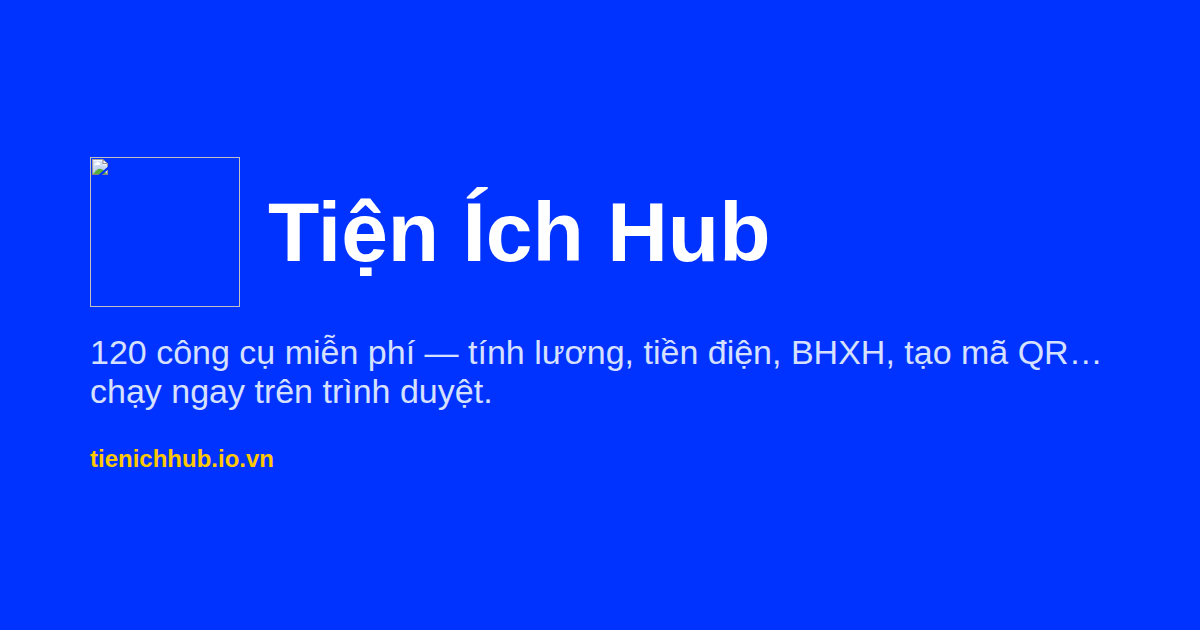 Tiện Ích Hub
120 công cụ miễn phí — tính lương, tiền điện, BHXH, tạo mã QR…
chạy ngay trên trình duyệt.
tienichhub.io.vn